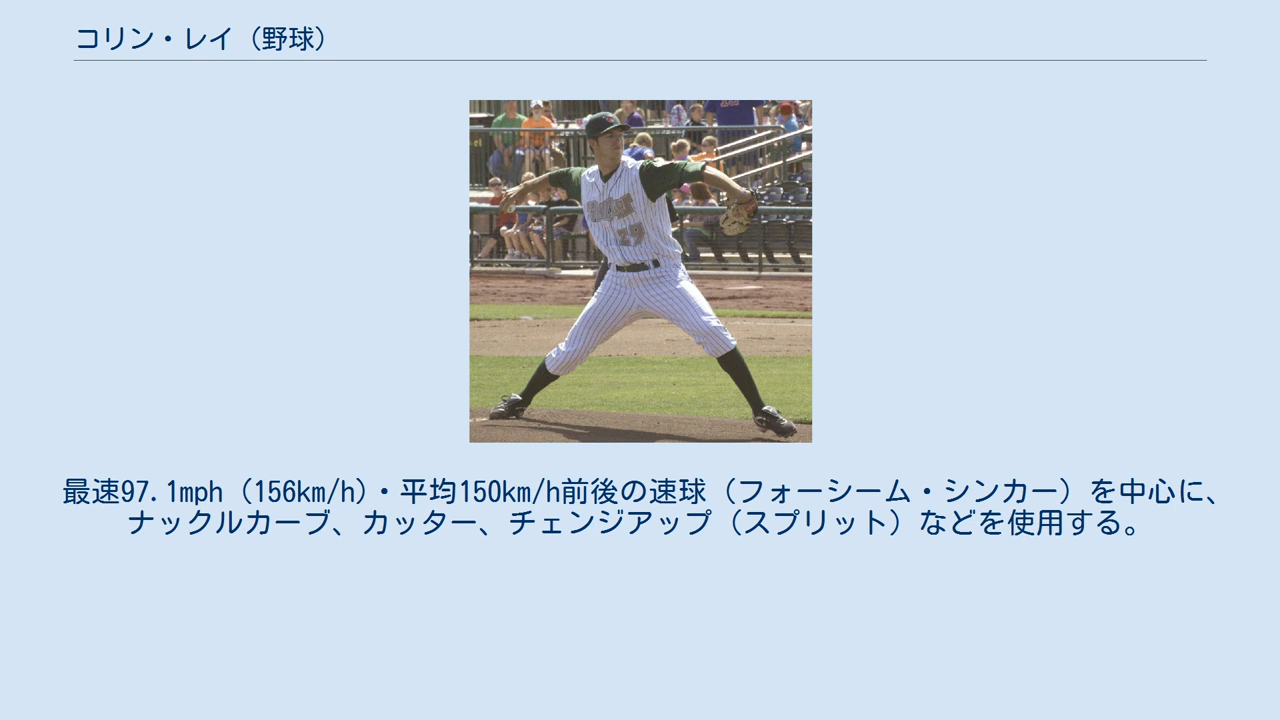 コリン・レイ（野球）
29
最速97.1mph（156km/h)・平均150km/h前後の速球（フォーシーム・シンカー）を中心に、
ナックルカーブ、カッター、チェンジアップ（スプリット）などを使用する。